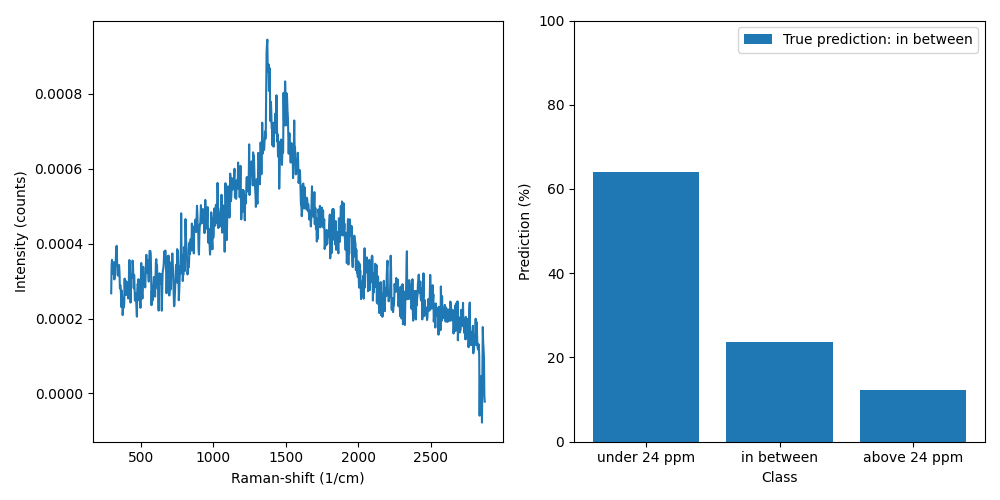 Intensity (counts)
0.0008
0.0006
0.0004
0.0002
0.0000
500 1000 1500 2000 2500
Raman-shift (1/cm)
True prediction: in between
Prediction (%)
100
80
60
40
20
0
under 24 ppm in between above 24 ppm
Class